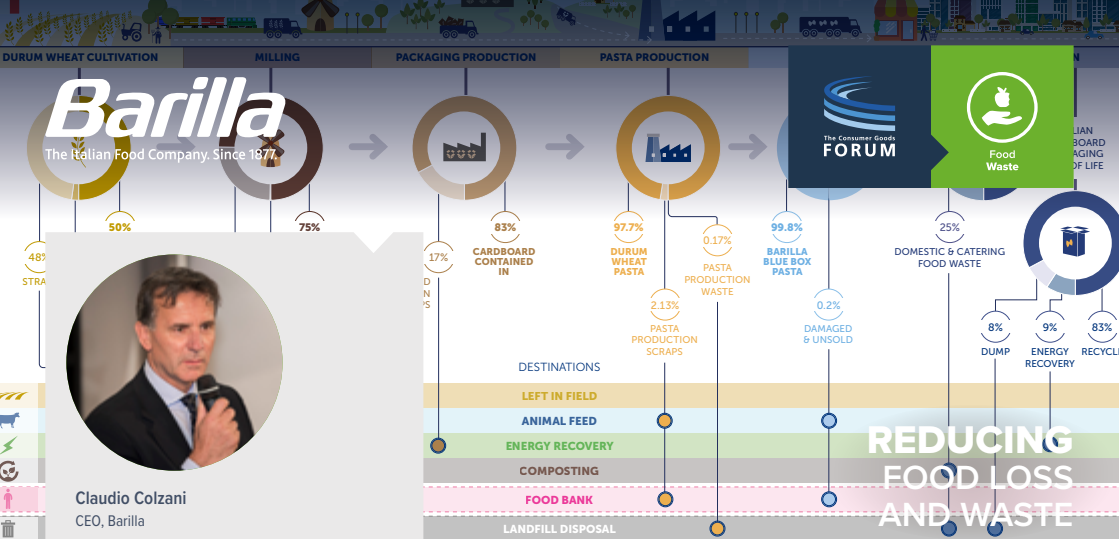 DURUM WHEAT CULTIVATION
MILLING
PACKAGING PRODUCTION
PASTA PRODUCTION
Barilla
The Italian Food Company. Since 1877.
The Consumer Goods
FORUM
Food
Waste
50%
75%
83%
CARDBOARD
CONTAINED
IN
17%
97.7%
DURUM
WHEAT
PASTA
0.17%
PASTA
PRODUCTION
WASTE
2.13%
PASTA
PRODUCTION
SCRAPS
99.8%
BARILLA
BLUE BOX
PASTA
0.2%
DAMAGED
& UNSOLD
25%
DOMESTIC & CATERING
FOOD WASTE
OF LIFE
8%
DUMP
9%
ENERGY
RECOVERY
83%
DESTINATIONS
LEFT IN FIELD
ANIMAL FEED
ENERGY RECOVERY
COMPOSTING
FOOD BANK
LANDFILL DISPOSAL
Claudio Colzani
CEO, Barilla
REDUCING
FOOD LOSS
AND WASTE